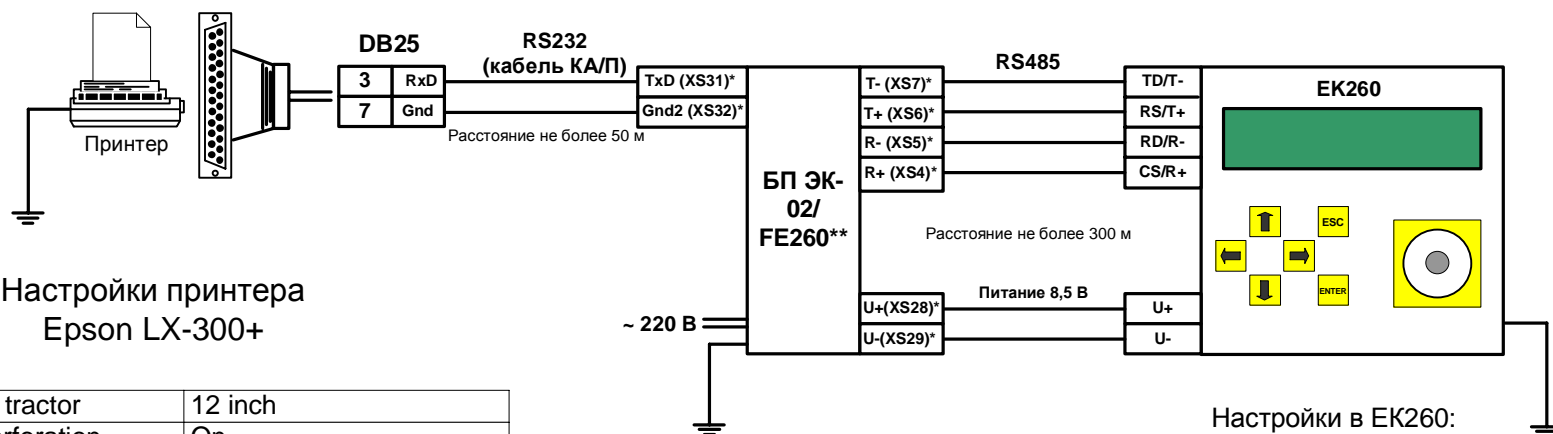 DB25
RS232
(кабель КА/П)
3 RxD
7 Gnd
TxD (XS31)*
Gnd2 (XS32)*
Расстояние не более 50 м
Принтер
БП ЭК-
02/
FE260**
T- (XS7)*
T+ (XS6)*
R- (XS5)*
R+ (XS4)*
RS485
TD/T-
RS/T+
RD/R-
CS/R+
EK260
ESC
ENTER
Расстояние не более 300 м
Питание 8,5 В
U+(XS28)*
U-(XS29)*
U+
U-
~ 220 В
Настройки принтера
Epson LX-300+
tractor 12 inch
Настройки в ЕК260: